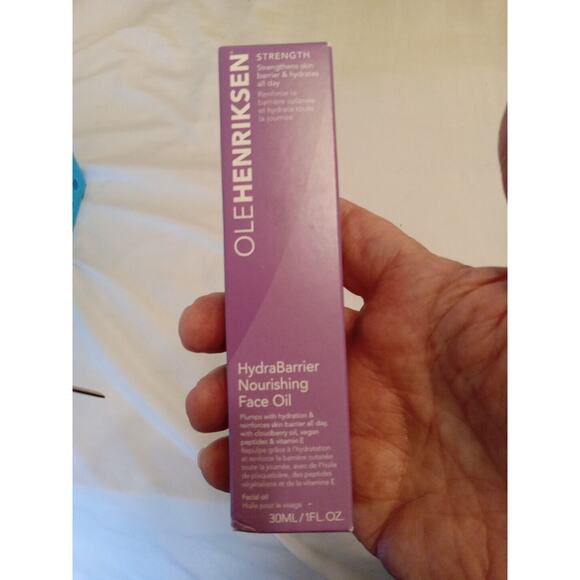 OLEHENRIKSEN
STRENGTH
Strengthens skin
barrier & hydrates
all day
Renforce la
barrière cutanée
et hydrate toute
la journée
HydraBarrier
Nourishing
Face Oil
Plumps with hydration &
reinforces skin barrier all day,
with cloudberry oil, vegan
peptides & vitamin E
Repulpe grâce à l'hydratation
et renforce la barrière cutanée
toute la journée, avec de l'huile
de plaquebière, des peptides
végétaliens et de la vitamine E
Facial oil
Huile pour le visage
30ML/1FL.OZ.